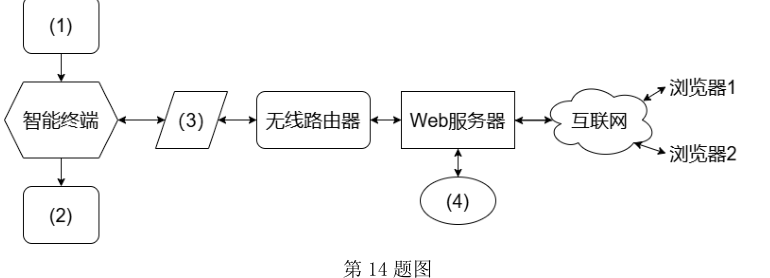 (1)
智能终端
(3)
无线路由器
Web服务器
互联网
浏览器1
浏览器2
(2)
(4)
第 14 题图